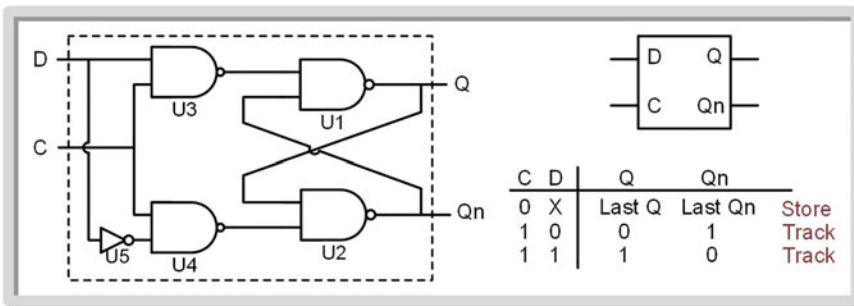 D
C
U3
U4
U5
U1
U2
Q
Qn
D Q
C Qn
C D Q Qn
0 X Last Q Last Qn Store
1 0 0 1 Track
1 1 1 0 Track